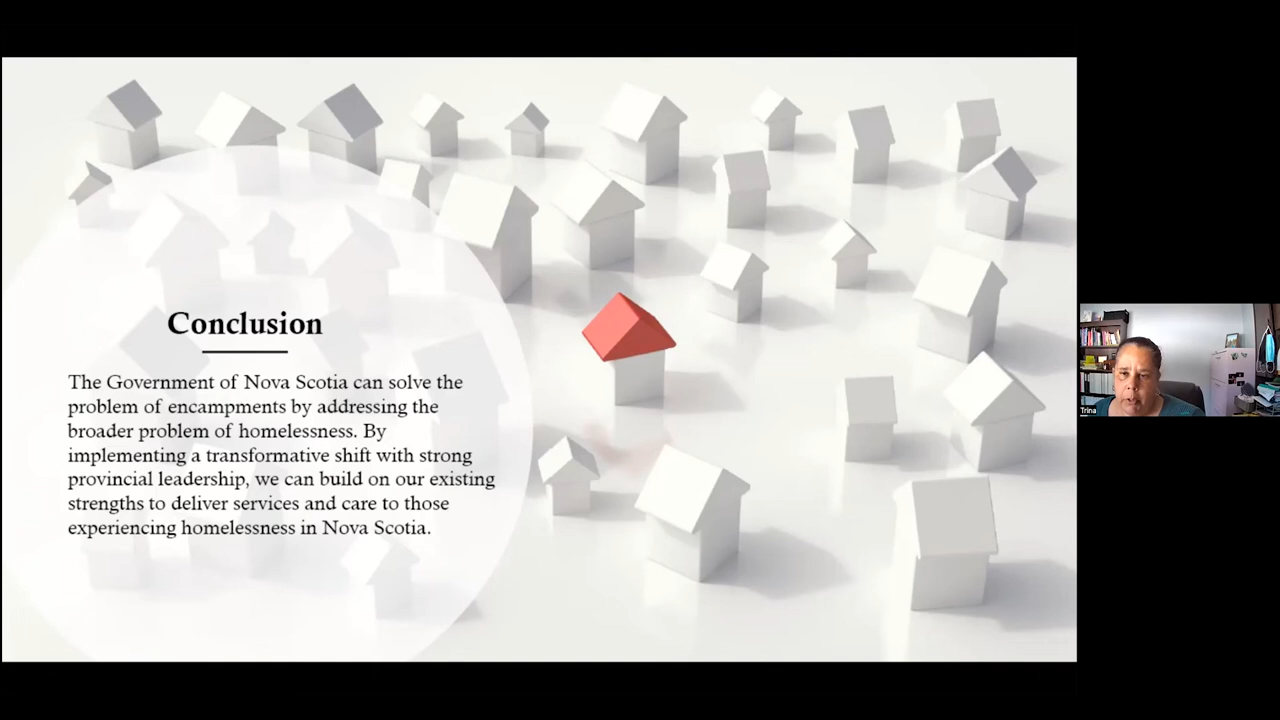 Conclusion
The Government of Nova Scotia can solve the
problem of encampments by addressing the
broader problem of homelessness. By
implementing a transformative shift with strong
provincial leadership, we can build on our existing
strengths to deliver services and care to those
experiencing homelessness in Nova Scotia.
Trina